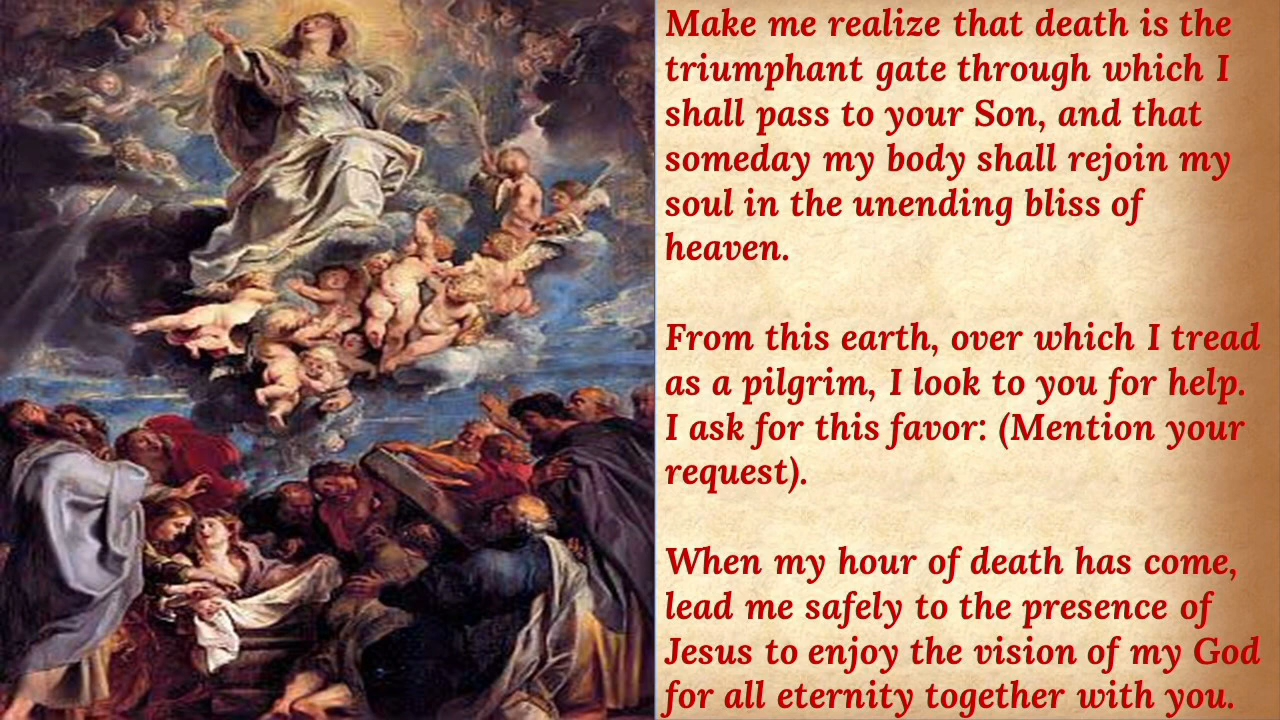 Make me realize that death is the
triumphant gate through which I
shall pass to your Son, and that
someday my body shall rejoin my
soul in the unending bliss of
heaven.
From this earth, over which I tread
as a pilgrim, I look to you for help.
I ask for this favor: (Mention your
request).
When my hour of death has come,
lead me safely to the presence of
Jesus to enjoy the vision of my God
for all eternity together with you.